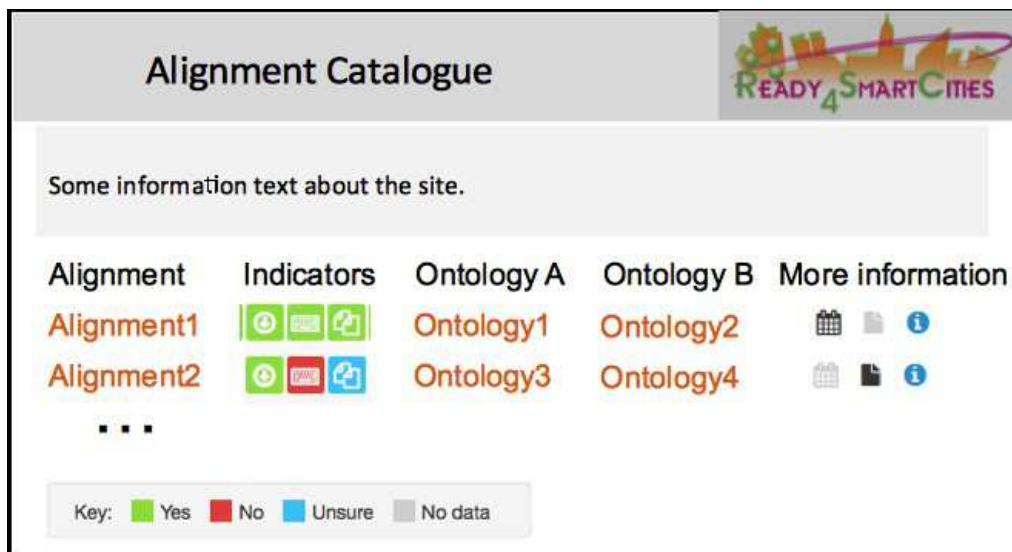 Alignment Catalogue
READY4SMARTCITIES
Some information text about the site.
Alignment Indicators Ontology A Ontology B More information
Alignment1 Ontology1 Ontology2
Alignment2 Ontology3 Ontology4
...
Key: Yes No Unsure No data